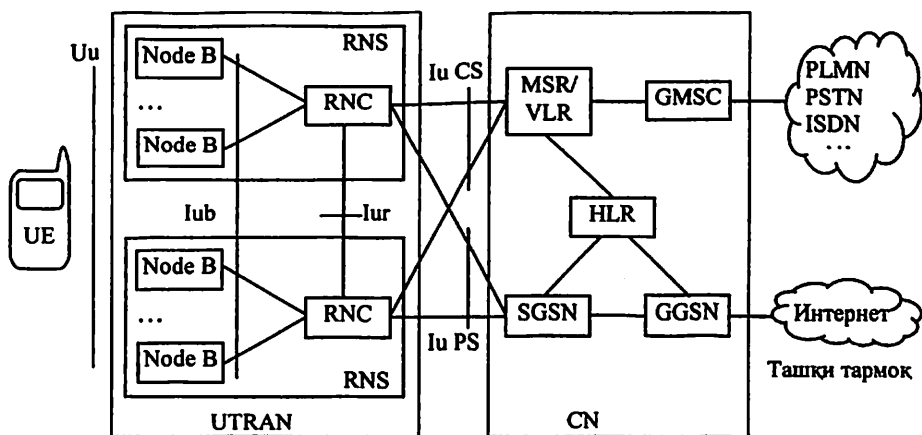 Uu
UE
RNS
Node B
...
Node B
RNC
Iub
Iur
Node B
...
Node B
RNC
RNS
UTRAN
Iu CS
Iu PS
MSR/
VLR
GMSC
HLR
SGSN
GGSN
CN
PLMN
PSTN
ISDN
...
Интернет
Ташқи тармоқ